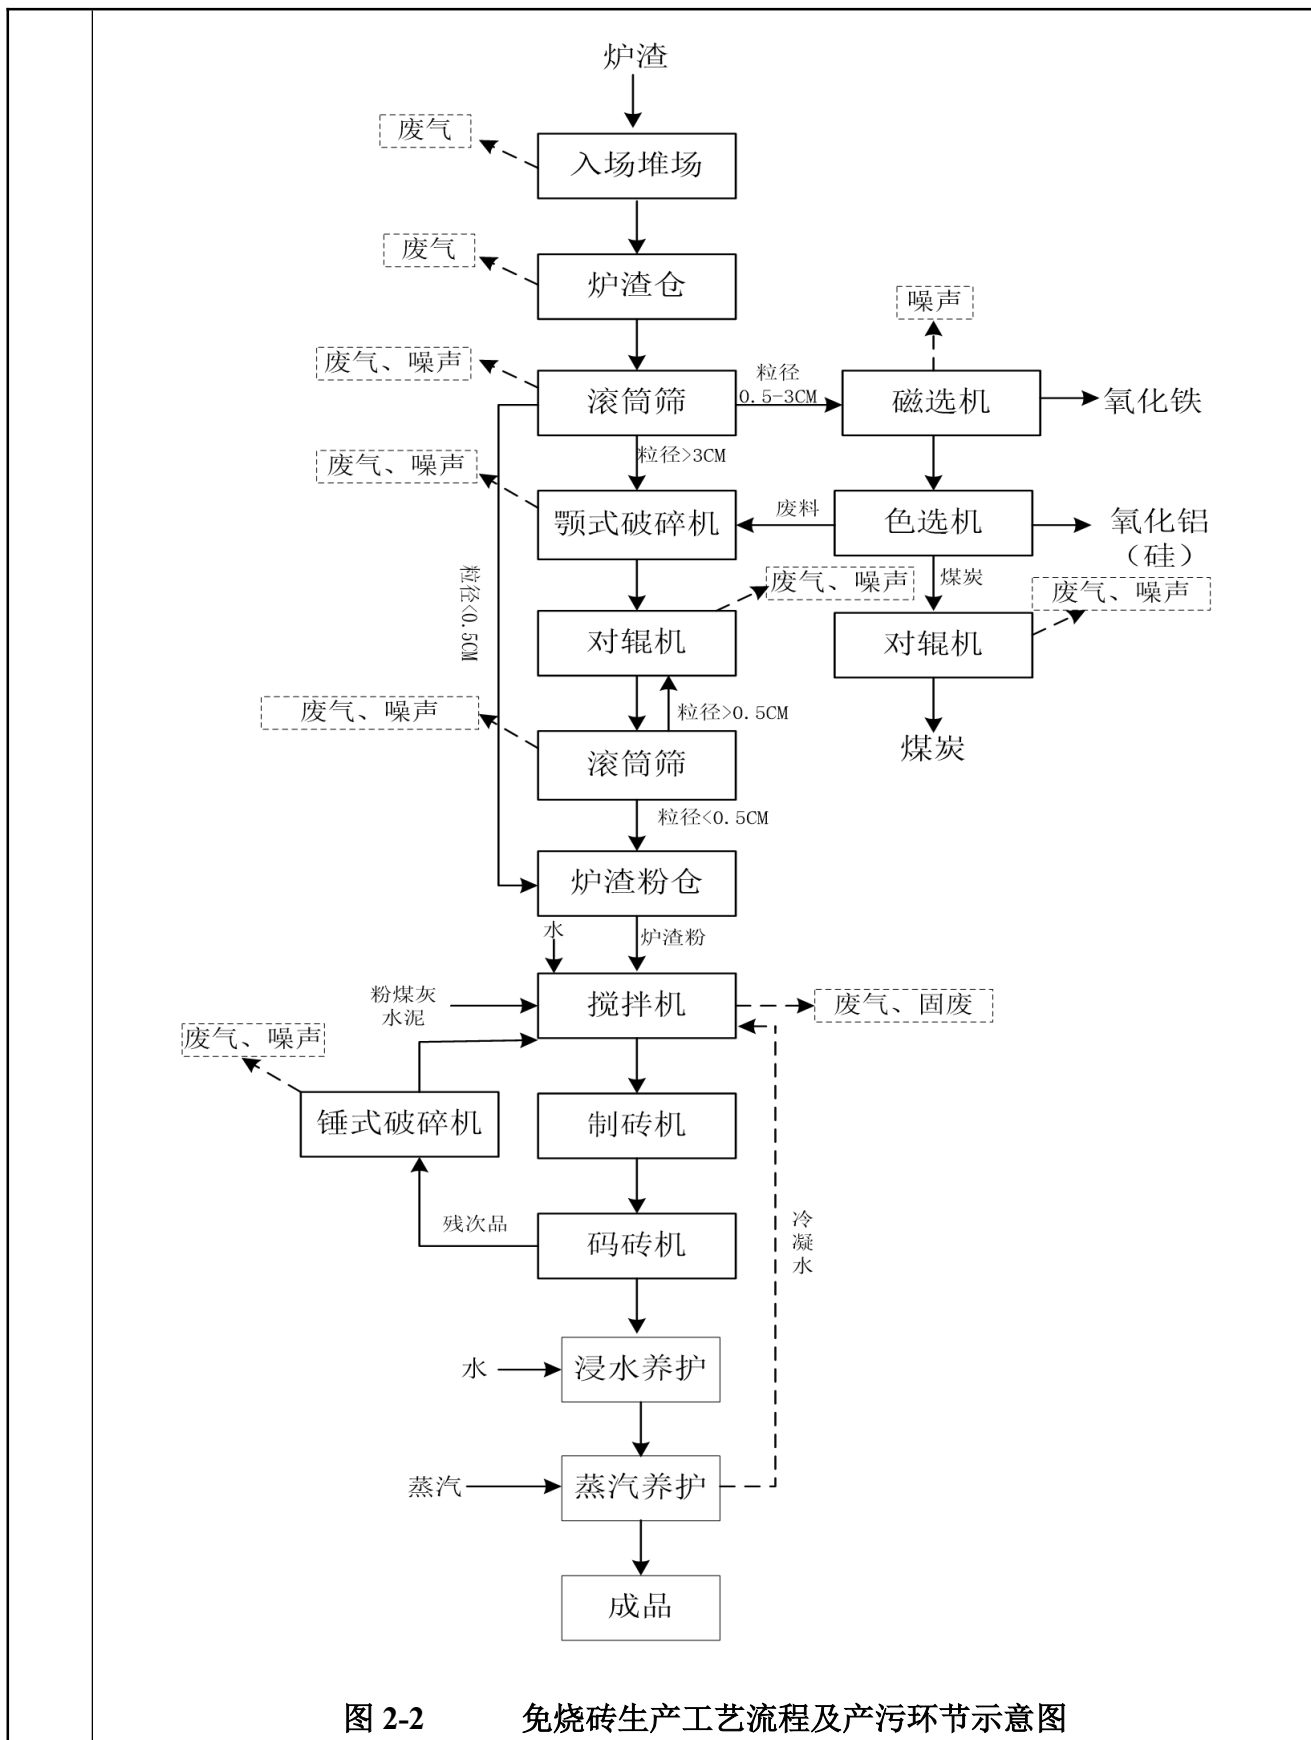 炉渣
废气
入场堆场
废气
炉渣仓
噪声
废气、噪声
滚筒筛
粒径
0.5-3CM
磁选机
氧化铁
粒径>3CM
废气、噪声
颚式破碎机
废料
色选机
氧化铝
（硅）
粒径<0.5CM
废气、噪声
煤炭
废气、噪声
对辊机
对辊机
废气、噪声
粒径>0.5CM
滚筒筛
煤炭
粒径<0.5CM
炉渣粉仓
水
炉渣粉
粉煤灰
水泥
搅拌机
废气、固废
废气、噪声
锤式破碎机
制砖机
残次品
码砖机
冷
凝
水
水
浸水养护
蒸汽
蒸汽养护
成品
图 2-2 免烧砖生产工艺流程及产污环节示意图